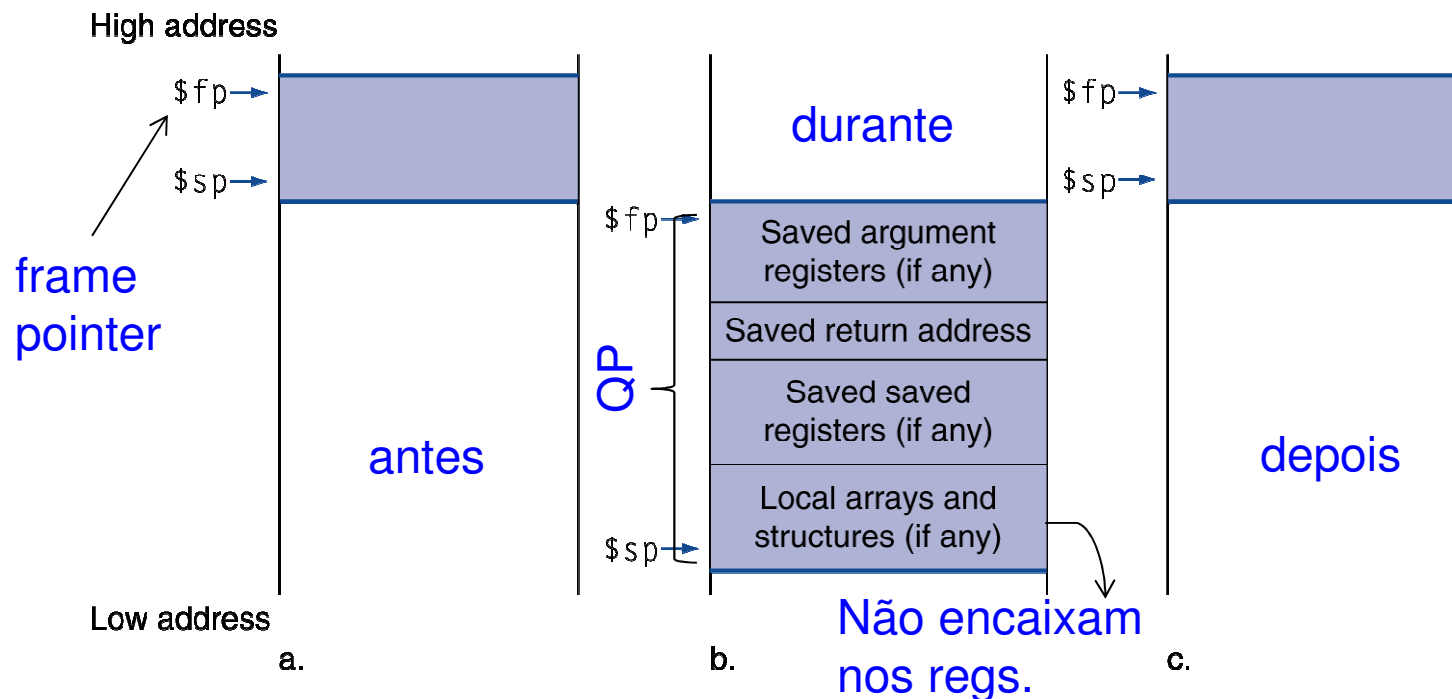 High address
$fp
$sp
frame
pointer
antes
Low address
a.
durante
$fp
QP
Saved argument
registers (if any)
Saved return address
Saved saved
registers (if any)
Local arrays and
structures (if any)
$sp
Não encaixam
nos regs.
b.
$fp
$sp
depois
c.